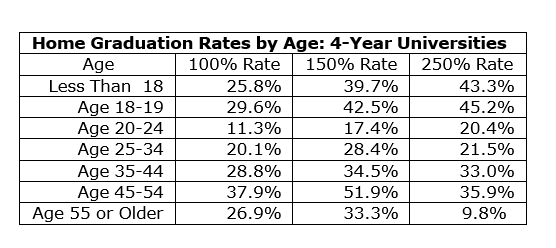 Home Graduation Rates by Age: 4-Year Universities
Age 100% Rate 150% Rate 250% Rate
Less Than 18 25.8% 39.7% 43.3%
Age 18-19 29.6% 42.5% 45.2%
Age 20-24 11.3% 17.4% 20.4%
Age 25-34 20.1% 28.4% 21.5%
Age 35-44 28.8% 34.5% 33.0%
Age 45-54 37.9% 51.9% 35.9%
Age 55 or Older 26.9% 33.3% 9.8%